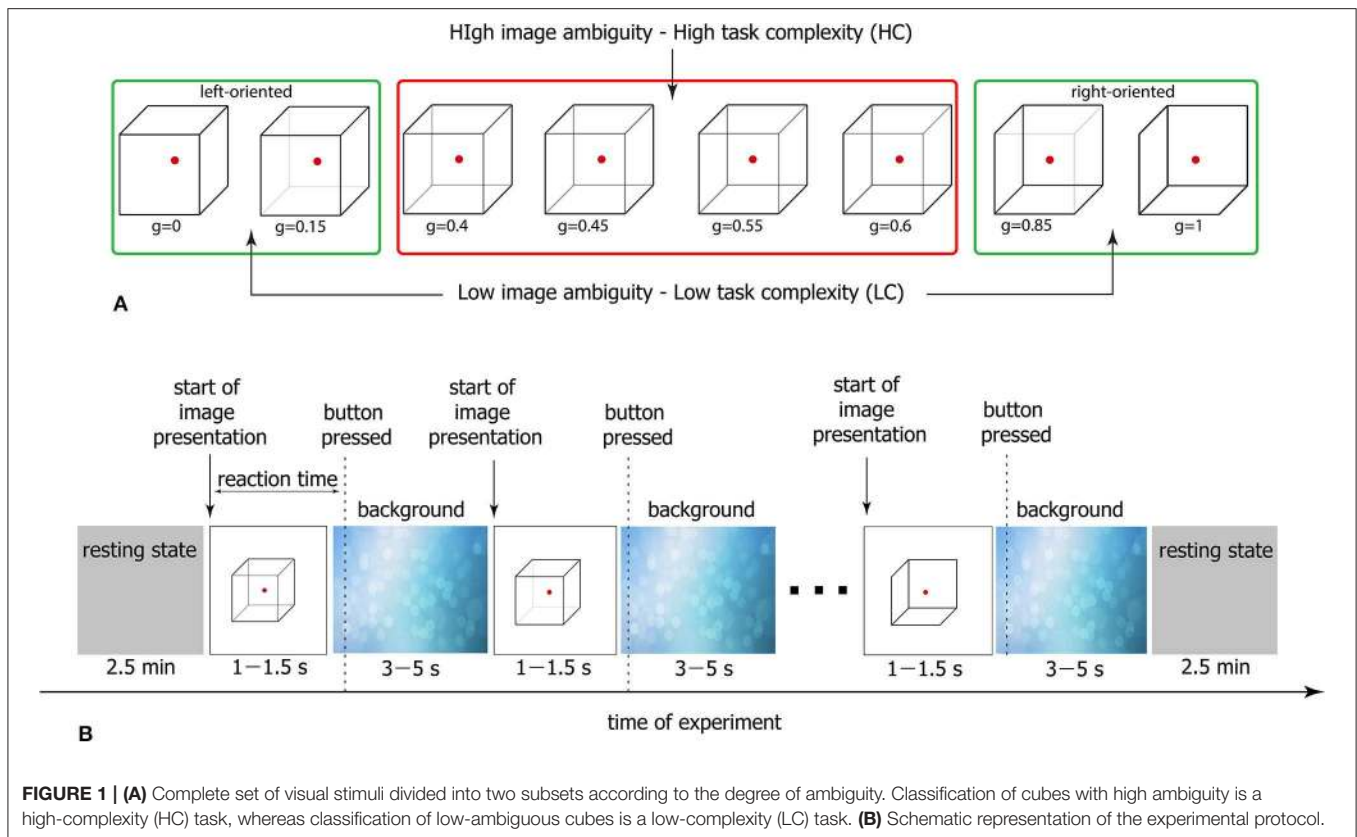 HIgh image ambiguity - High task complexity (HC)
left-oriented
right-oriented
g=0
g=0.15
g=0.4
g=0.45
g=0.55
g=0.6
g=0.85
g=1
Low image ambiguity - Low task complexity (LC)
A
start of
image
presentation
button
pressed
start of
image
presentation
button
pressed
start of
image
presentation
button
pressed
reaction time
background
background
background
resting state
resting state
2.5 min
1–1.5 s
3–5 s
1–1.5 s
3–5 s
1–1.5 s
3–5 s
2.5 min
time of experiment
B
FIGURE 1 | (A) Complete set of visual stimuli divided into two subsets according to the degree of ambiguity. Classification of cubes with high ambiguity is a
high-complexity (HC) task, whereas classification of low-ambiguous cubes is a low-complexity (LC) task. (B) Schematic representation of the experimental protocol.